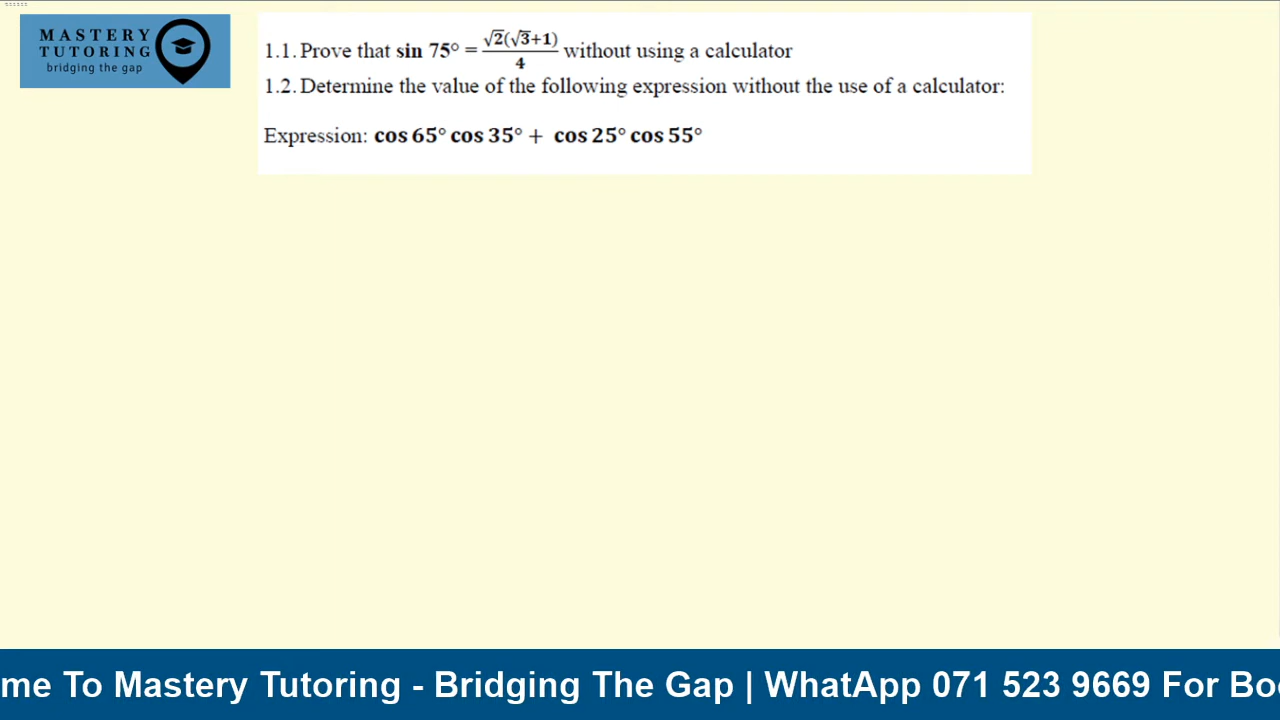 MASTERY
TUTORING
bridging the gap
1.1. Prove that sin 75° = √2(√3+1)/4 without using a calculator
1.2. Determine the value of the following expression without the use of a calculator:
Expression: cos 65° cos 35° + cos 25° cos 55°
me To Mastery Tutoring - Bridging The Gap | WhatApp 071 523 9669 For Boo